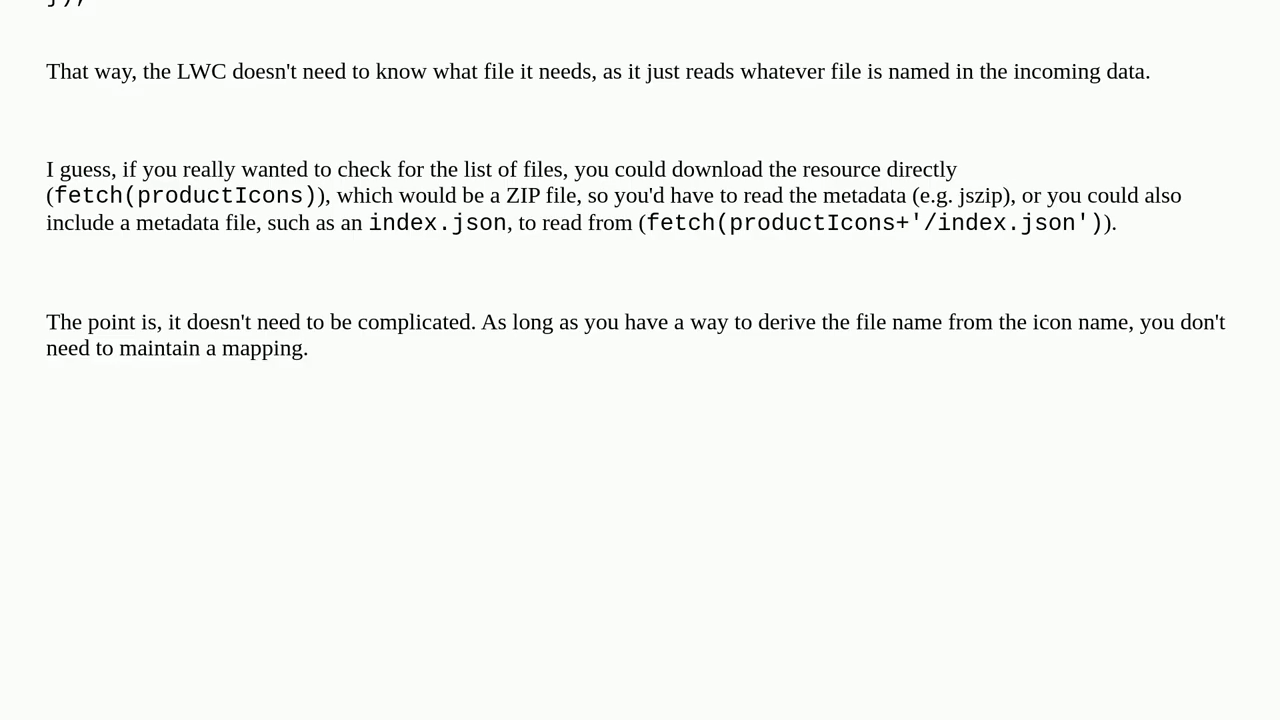 });
That way, the LWC doesn't need to know what file it needs, as it just reads whatever file is named in the incoming data.
I guess, if you really wanted to check for the list of files, you could download the resource directly
(fetch(productIcons)), which would be a ZIP file, so you'd have to read the metadata (e.g. jszip), or you could also
include a metadata file, such as an index.json, to read from (fetch(productIcons+'/index.json')).
The point is, it doesn't need to be complicated. As long as you have a way to derive the file name from the icon name, you don't
need to maintain a mapping.